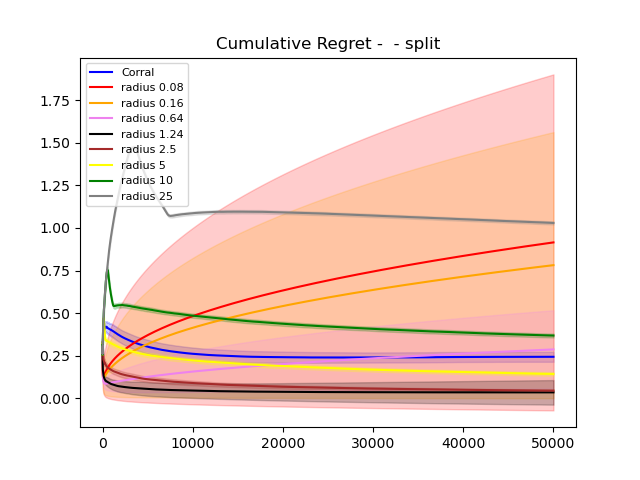 Cumulative Regret -  - split
Corral
radius 0.08
radius 0.16
radius 0.64
radius 1.24
radius 2.5
radius 5
radius 10
radius 25
1.75
1.50
1.25
1.00
0.75
0.50
0.25
0.00
0 10000 20000 30000 40000 50000